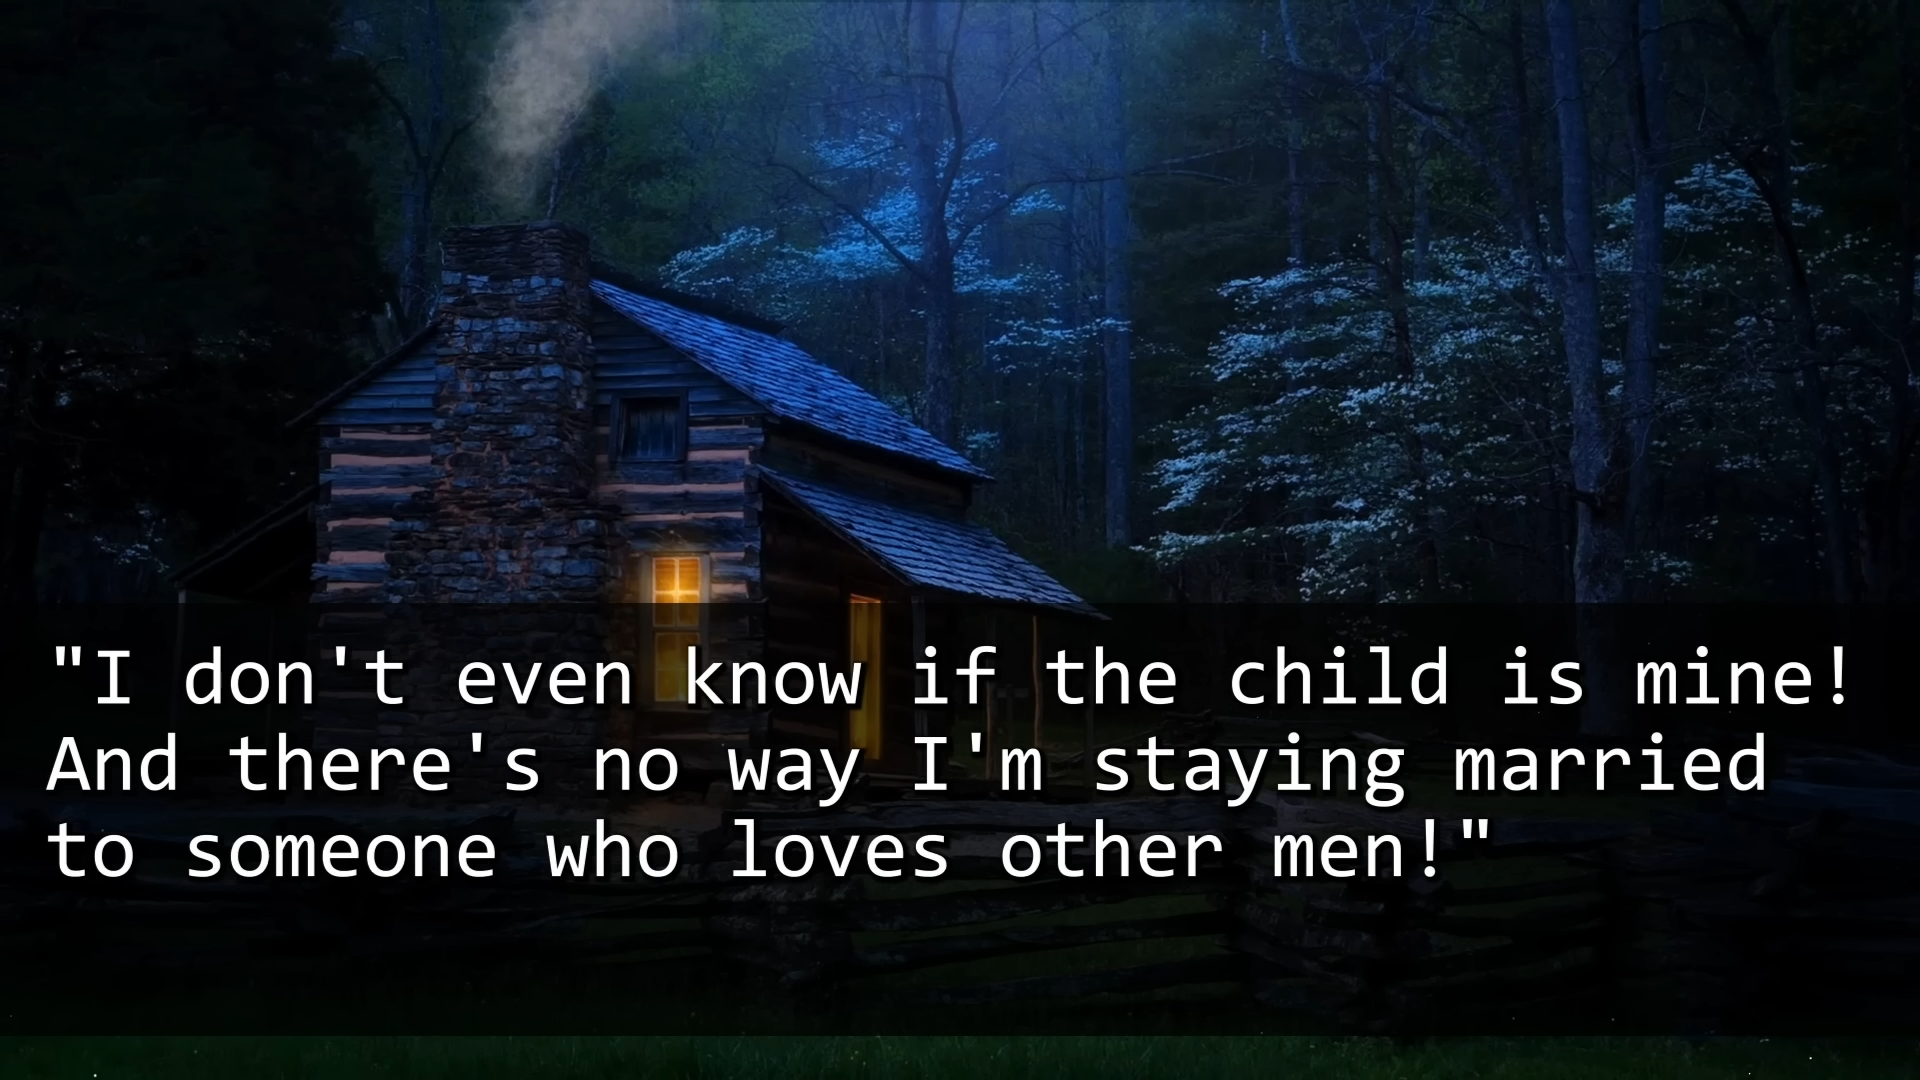 "I don't even know if the child is mine!
And there's no way I'm staying married
to someone who loves other men!"